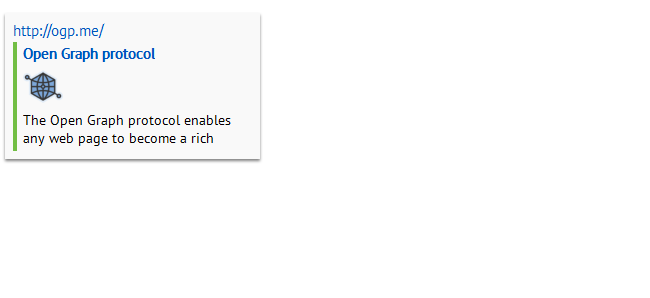 http://ogp.me/
Open Graph protocol
The Open Graph protocol enables
any web page to become a rich